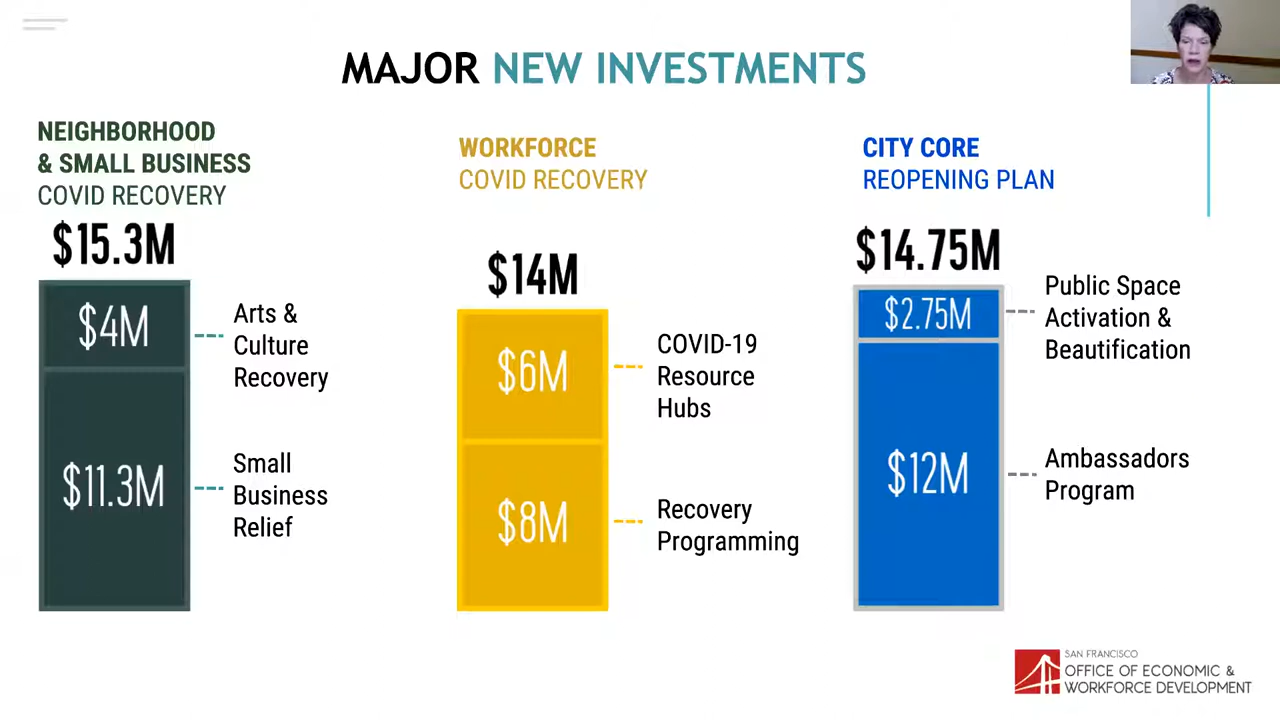 MAJOR NEW INVESTMENTS
NEIGHBORHOOD
& SMALL BUSINESS
COVID RECOVERY
$15.3M
$4M
Arts &
Culture
Recovery
$11.3M
Small
Business
Relief
WORKFORCE
COVID RECOVERY
$14M
$6M
COVID-19
Resource
Hubs
$8M
Recovery
Programming
CITY CORE
REOPENING PLAN
$14.75M
$2.75M
Public Space
Activation &
Beautification
$12M
Ambassadors
Program
SAN FRANCISCO
OFFICE OF ECONOMIC &
WORKFORCE DEVELOPMENT